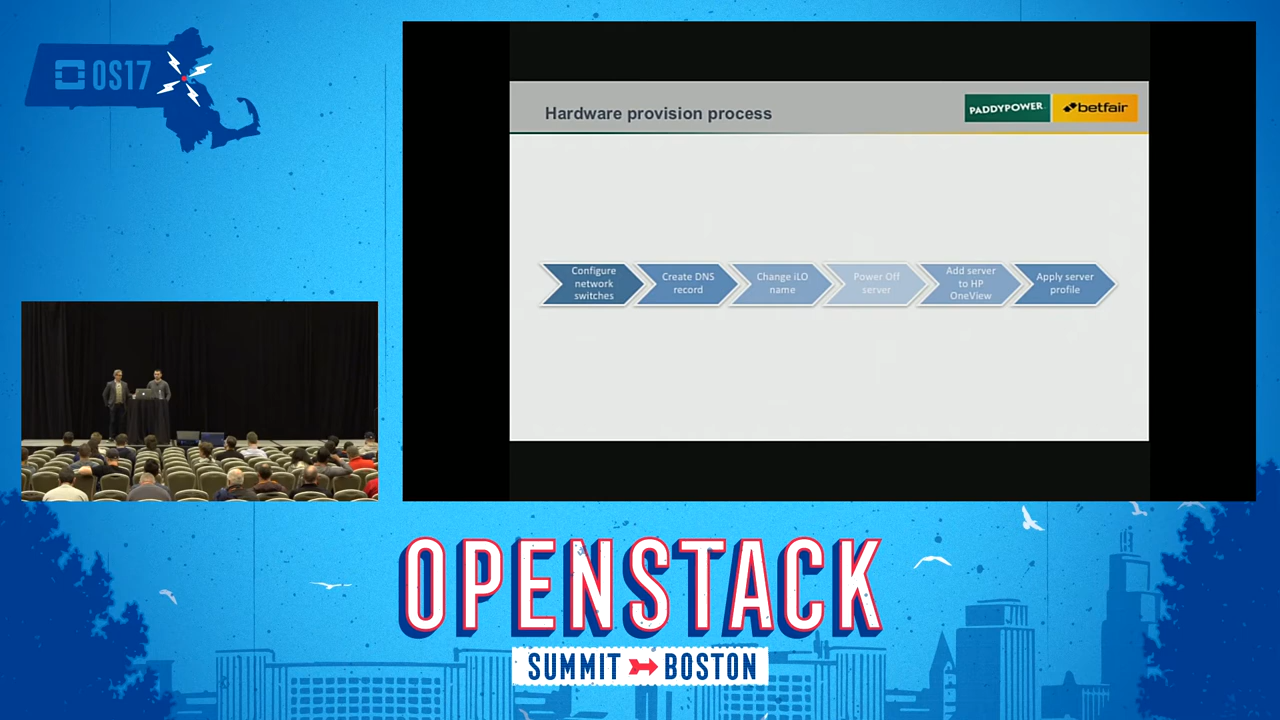 OS17
Hardware provision process
PADDYPOWER.
betfair
Configure
network
switches
Create DNS
record
Change iLO
name
Power Off
server
Add server
to HP
OneView
Apply server
profile
OPENSTACK
SUMMIT BOSTON